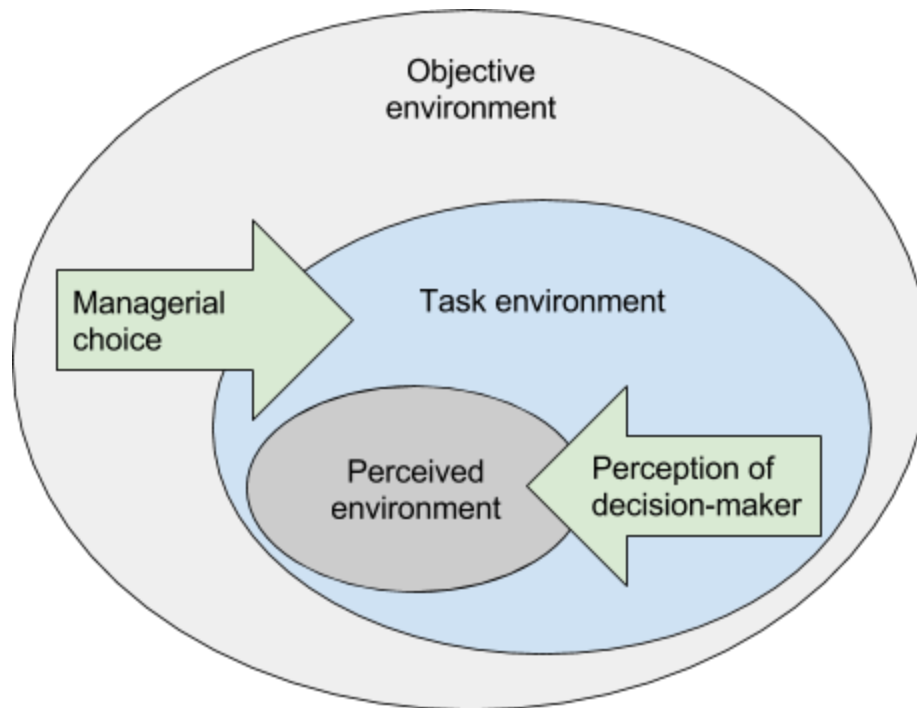 Objective
environment
Managerial
choice
Task environment
Perceived
environment
Perception of
decision-maker